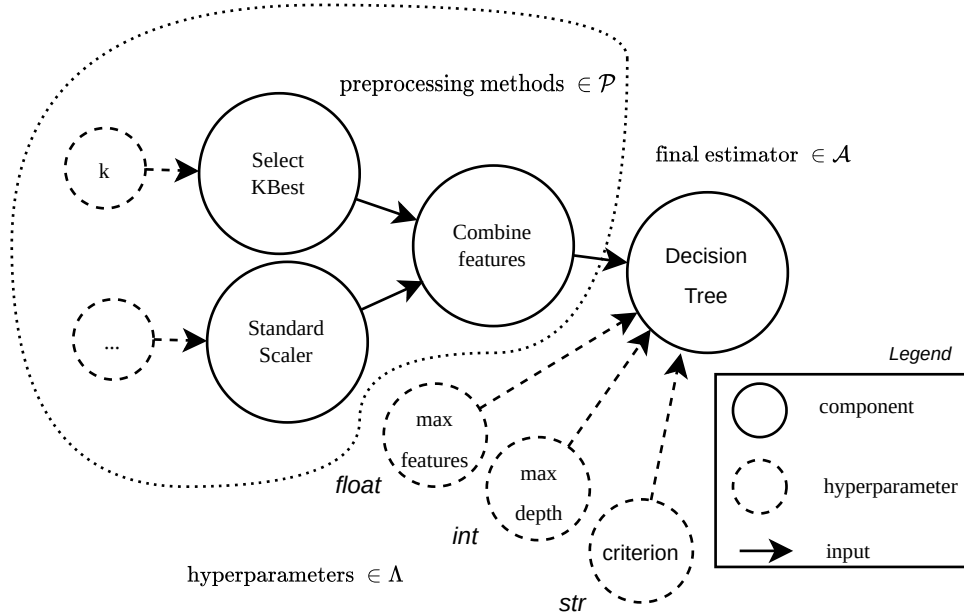 preprocessing methods ∈ 𝒫
Select
KBest
k
final estimator ∈ 𝒜
Combine
features
Decision
Tree
Standard
Scaler
...
Legend
component
max
features
float
hyperparameter
max
depth
int
criterion
input
str
hyperparameters ∈ Λ